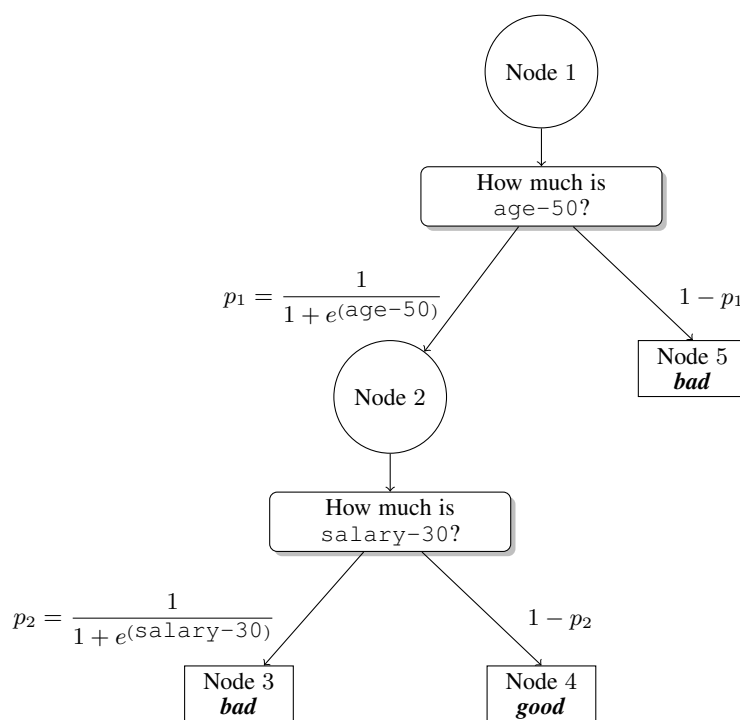 Node 1
How much is
age-50?
p₁ = 1 / (1 + e^(age-50))
1 − p₁
Node 5
bad
Node 2
How much is
salary-30?
p₂ = 1 / (1 + e^(salary-30))
1 − p₂
Node 3
bad
Node 4
good